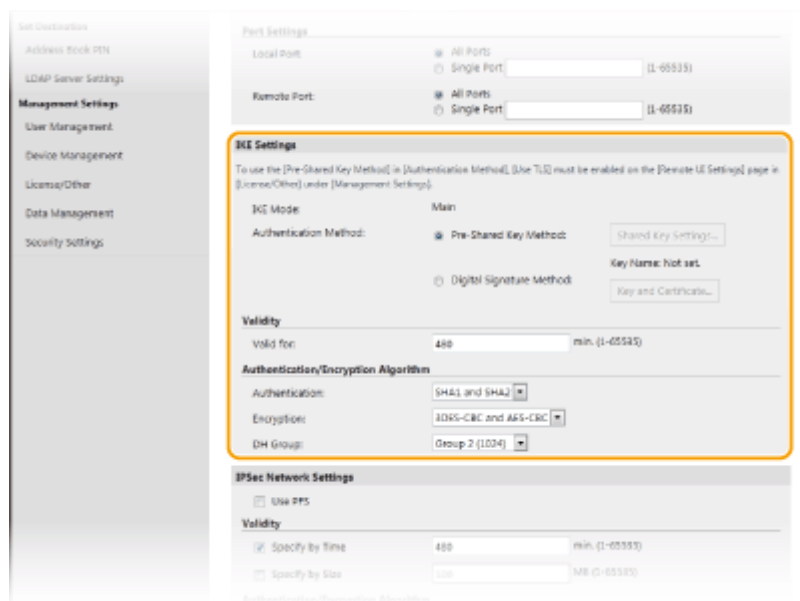 Set Destination
Address Book PIN
LDAP Server Settings
Management Settings
User Management
Device Management
License/Other
Data Management
Security Settings
Port Settings
Local Port
All Ports
Single Port (1-65535)
Remote Port:
All Ports
Single Port (1-65535)
IKE Settings
To use the [Pre-Shared Key Method] in [Authentication Method], [Use TLS] must be enabled on the [Remote UI Settings] page in
[License/Other] under [Management Settings].
IKE Mode: Main
Authentication Method: Pre-Shared Key Method: Shared Key Settings...
Key Name: Not set.
Digital Signature Method: Key and Certificate...
Validity
Valid for: 480 min. (1-65535)
Authentication/Encryption Algorithm
Authentication: SHA1 and SHA2
Encryption: 3DES-CBC and AES-CBC
DH Group: Group 2 (1024)
IPSec Network Settings
Use PFS
Validity
Specify by Time 480 min. (1-65535)
Specify by Size MB (1-65535)
Authentication/Encryption Algorithm